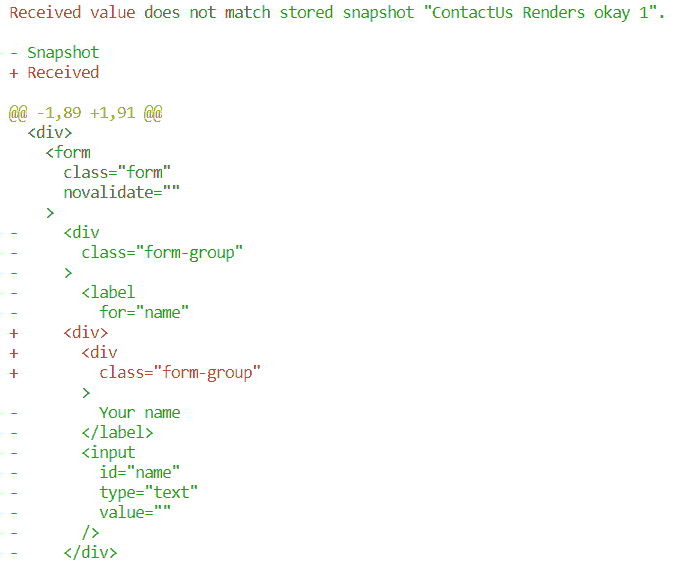 Received value does not match stored snapshot "ContactUs Renders okay 1".
- Snapshot
+ Received
@@ -1,89 +1,91 @@
  <div>
    <form
      class="form"
      novalidate=""
    >
-     <div
-       class="form-group"
-     >
-       <label
-         for="name"
+     <div>
+       <div
+         class="form-group"
        >
-         Your name
-       </label>
-       <input
-         id="name"
-         type="text"
-         value=""
-       />
-     </div>